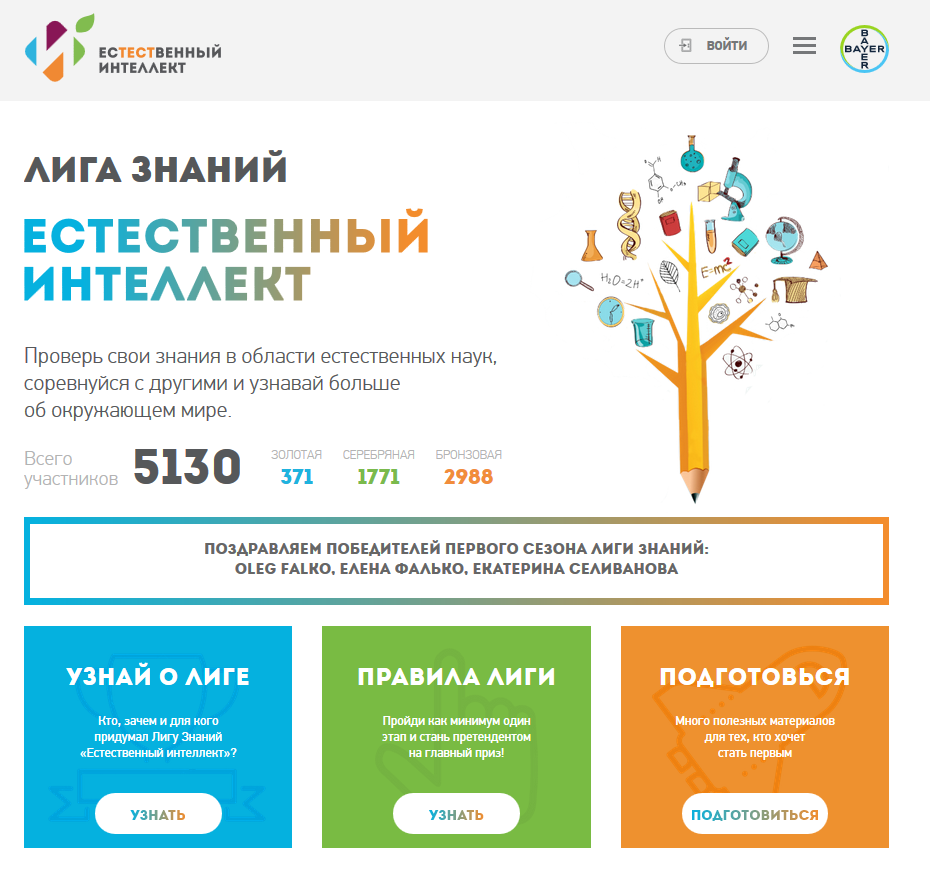 ЕСТЕСТВЕННЫЙ
ИНТЕЛЛЕКТ
ВОЙТИ
BAYER
BAYER
ЛИГА ЗНАНИЙ
ЕСТЕСТВЕННЫЙ
ИНТЕЛЛЕКТ
Проверь свои знания в области естественных наук,
соревнуйся с другими и узнавай больше
об окружающем мире.
Всего
участников
5130
ЗОЛОТАЯ
371
СЕРЕБРЯНАЯ
1771
БРОНЗОВАЯ
2988
H₂O=2H⁺
E=mc²
ПОЗДРАВЛЯЕМ ПОБЕДИТЕЛЕЙ ПЕРВОГО СЕЗОНА ЛИГИ ЗНАНИЙ:
OLEG FALKO, ЕЛЕНА ФАЛЬКО, ЕКАТЕРИНА СЕЛИВАНОВА
УЗНАЙ О ЛИГЕ
Кто, зачем и для кого
придумал Лигу Знаний
«Естественный интеллект»?
УЗНАТЬ
ПРАВИЛА ЛИГИ
Пройди как минимум один
этап и стань претендентом
на главный приз!
УЗНАТЬ
ПОДГОТОВЬСЯ
Много полезных материалов
для тех, кто хочет
стать первым
ПОДГОТОВИТЬСЯ